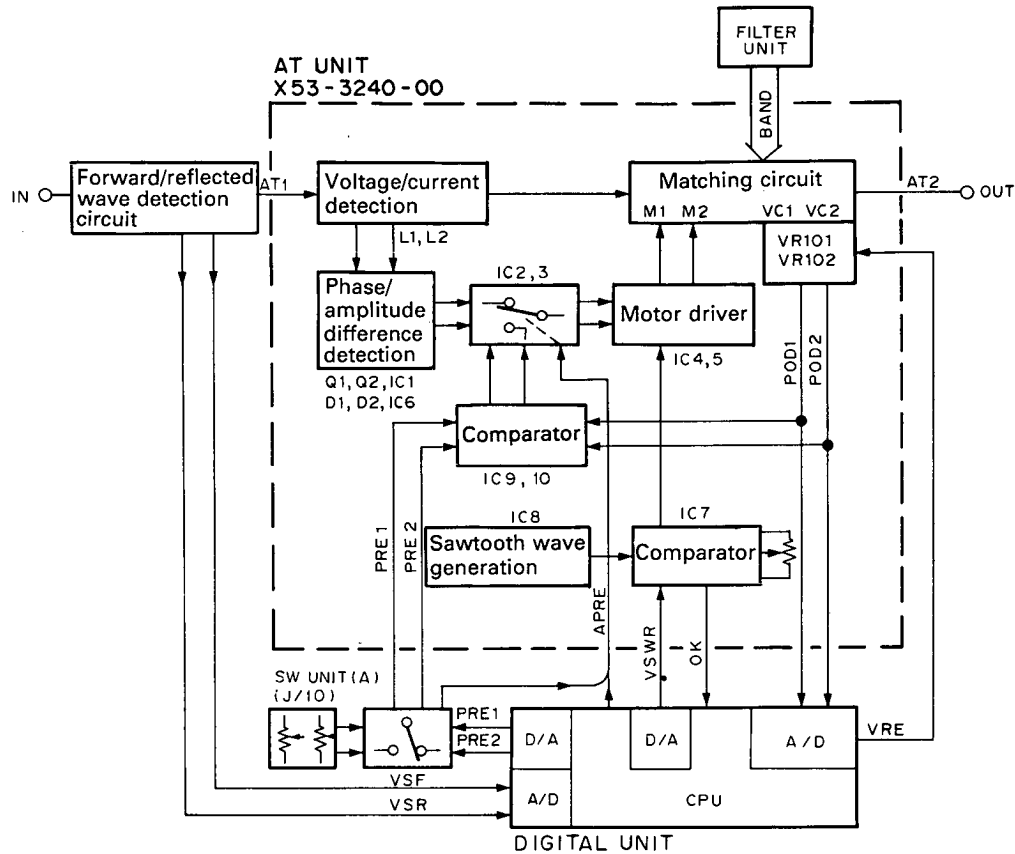 FILTER
UNIT
AT UNIT
X53-3240-00
BAND
IN
Forward/reflected
wave detection
circuit
AT1
Voltage/current
detection
Matching circuit
M1 M2 VC1 VC2
AT2
OUT
L1, L2
VR101
VR102
Phase/
amplitude
difference
detection
IC2, 3
Motor driver
IC4, 5
POD1
POD2
Q1, Q2, IC1
D1, D2, IC6
Comparator
IC9, 10
PRE1
PRE2
IC8
Sawtooth wave
generation
IC7
Comparator
APRE
VSWR
OK
SW UNIT(A)
(J/10)
PRE1
PRE2
D/A
D/A
A/D
VRE
VSF
VSR
A/D
CPU
DIGITAL UNIT